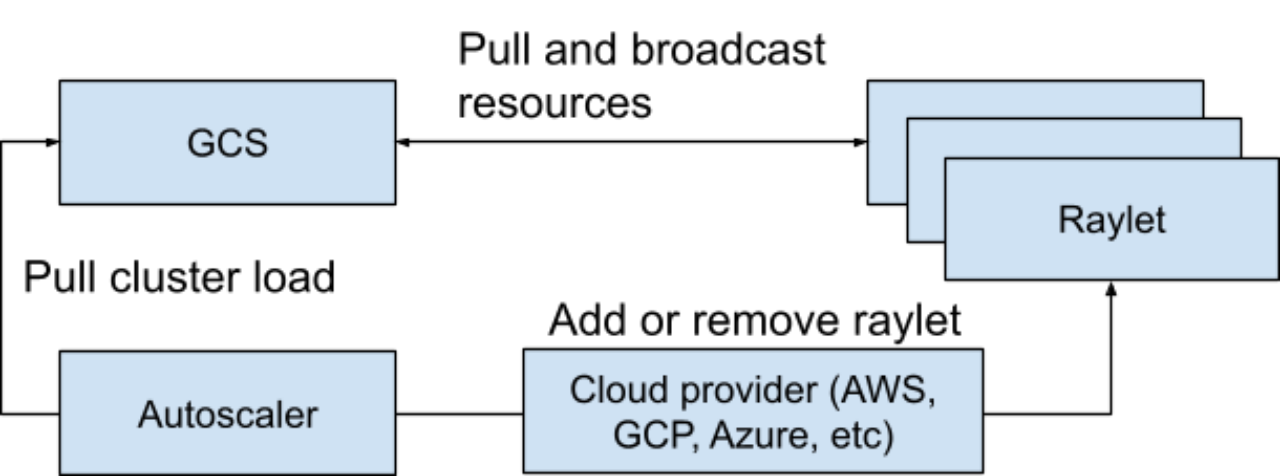 Pull and broadcast
resources
GCS
Raylet
Pull cluster load
Add or remove raylet
Autoscaler
Cloud provider (AWS,
GCP, Azure, etc)